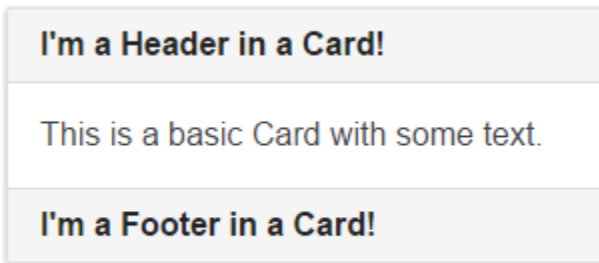 I'm a Header in a Card!
This is a basic Card with some text.
I'm a Footer in a Card!